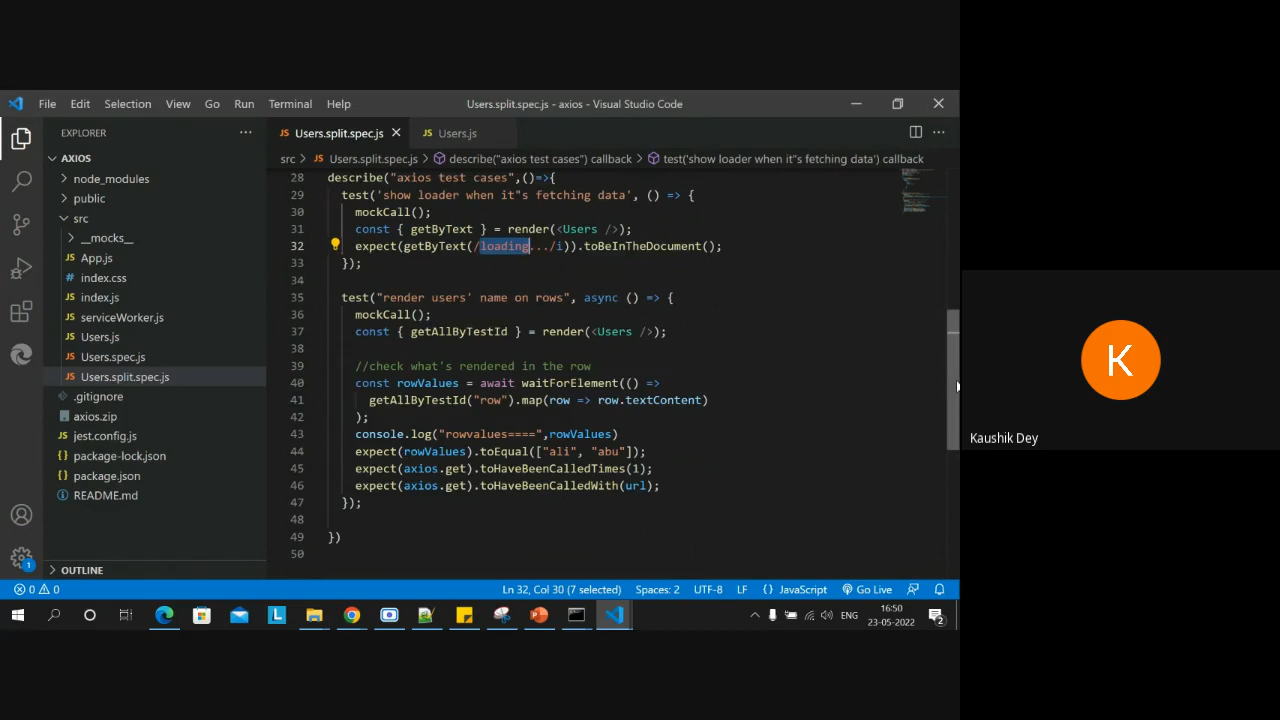 File Edit Selection View Go Run Terminal Help
Users.split.spec.js - axios - Visual Studio Code
EXPLORER
AXIOS
node_modules
public
src
__mocks__
App.js
index.css
index.js
serviceWorker.js
Users.js
Users.spec.js
Users.split.spec.js
.gitignore
axios.zip
jest.config.js
package-lock.json
package.json
README.md
OUTLINE
Users.split.spec.js
Users.js
src > Users.split.spec.js > describe("axios test cases") callback > test('show loader when it"s fetching data') callback
28 describe("axios test cases",()=>{
29 test('show loader when it"s fetching data', () => {
30 mockCall();
31 const { getByText } = render(<Users />);
32 expect(getByText(/loading.../i)).toBeInTheDocument();
33 });
34
35 test("render users' name on rows", async () => {
36 mockCall();
37 const { getAllByTestId } = render(<Users />);
38
39 //check what's rendered in the row
40 const rowValues = await waitForElement(() =>
41 getAllByTestId("row").map(row => row.textContent)
42 );
43 console.log("rowvalues====",rowValues)
44 expect(rowValues).toEqual(["ali", "abu"]);
45 expect(axios.get).toHaveBeenCalledTimes(1);
46 expect(axios.get).toHaveBeenCalledWith(url);
47 });
48
49 })
50
0 0 Ln 32, Col 30 (7 selected) Spaces: 2 UTF-8 LF {} JavaScript Go Live
1
L
ENG
16:50
23-05-2022
2
K
Kaushik Dey